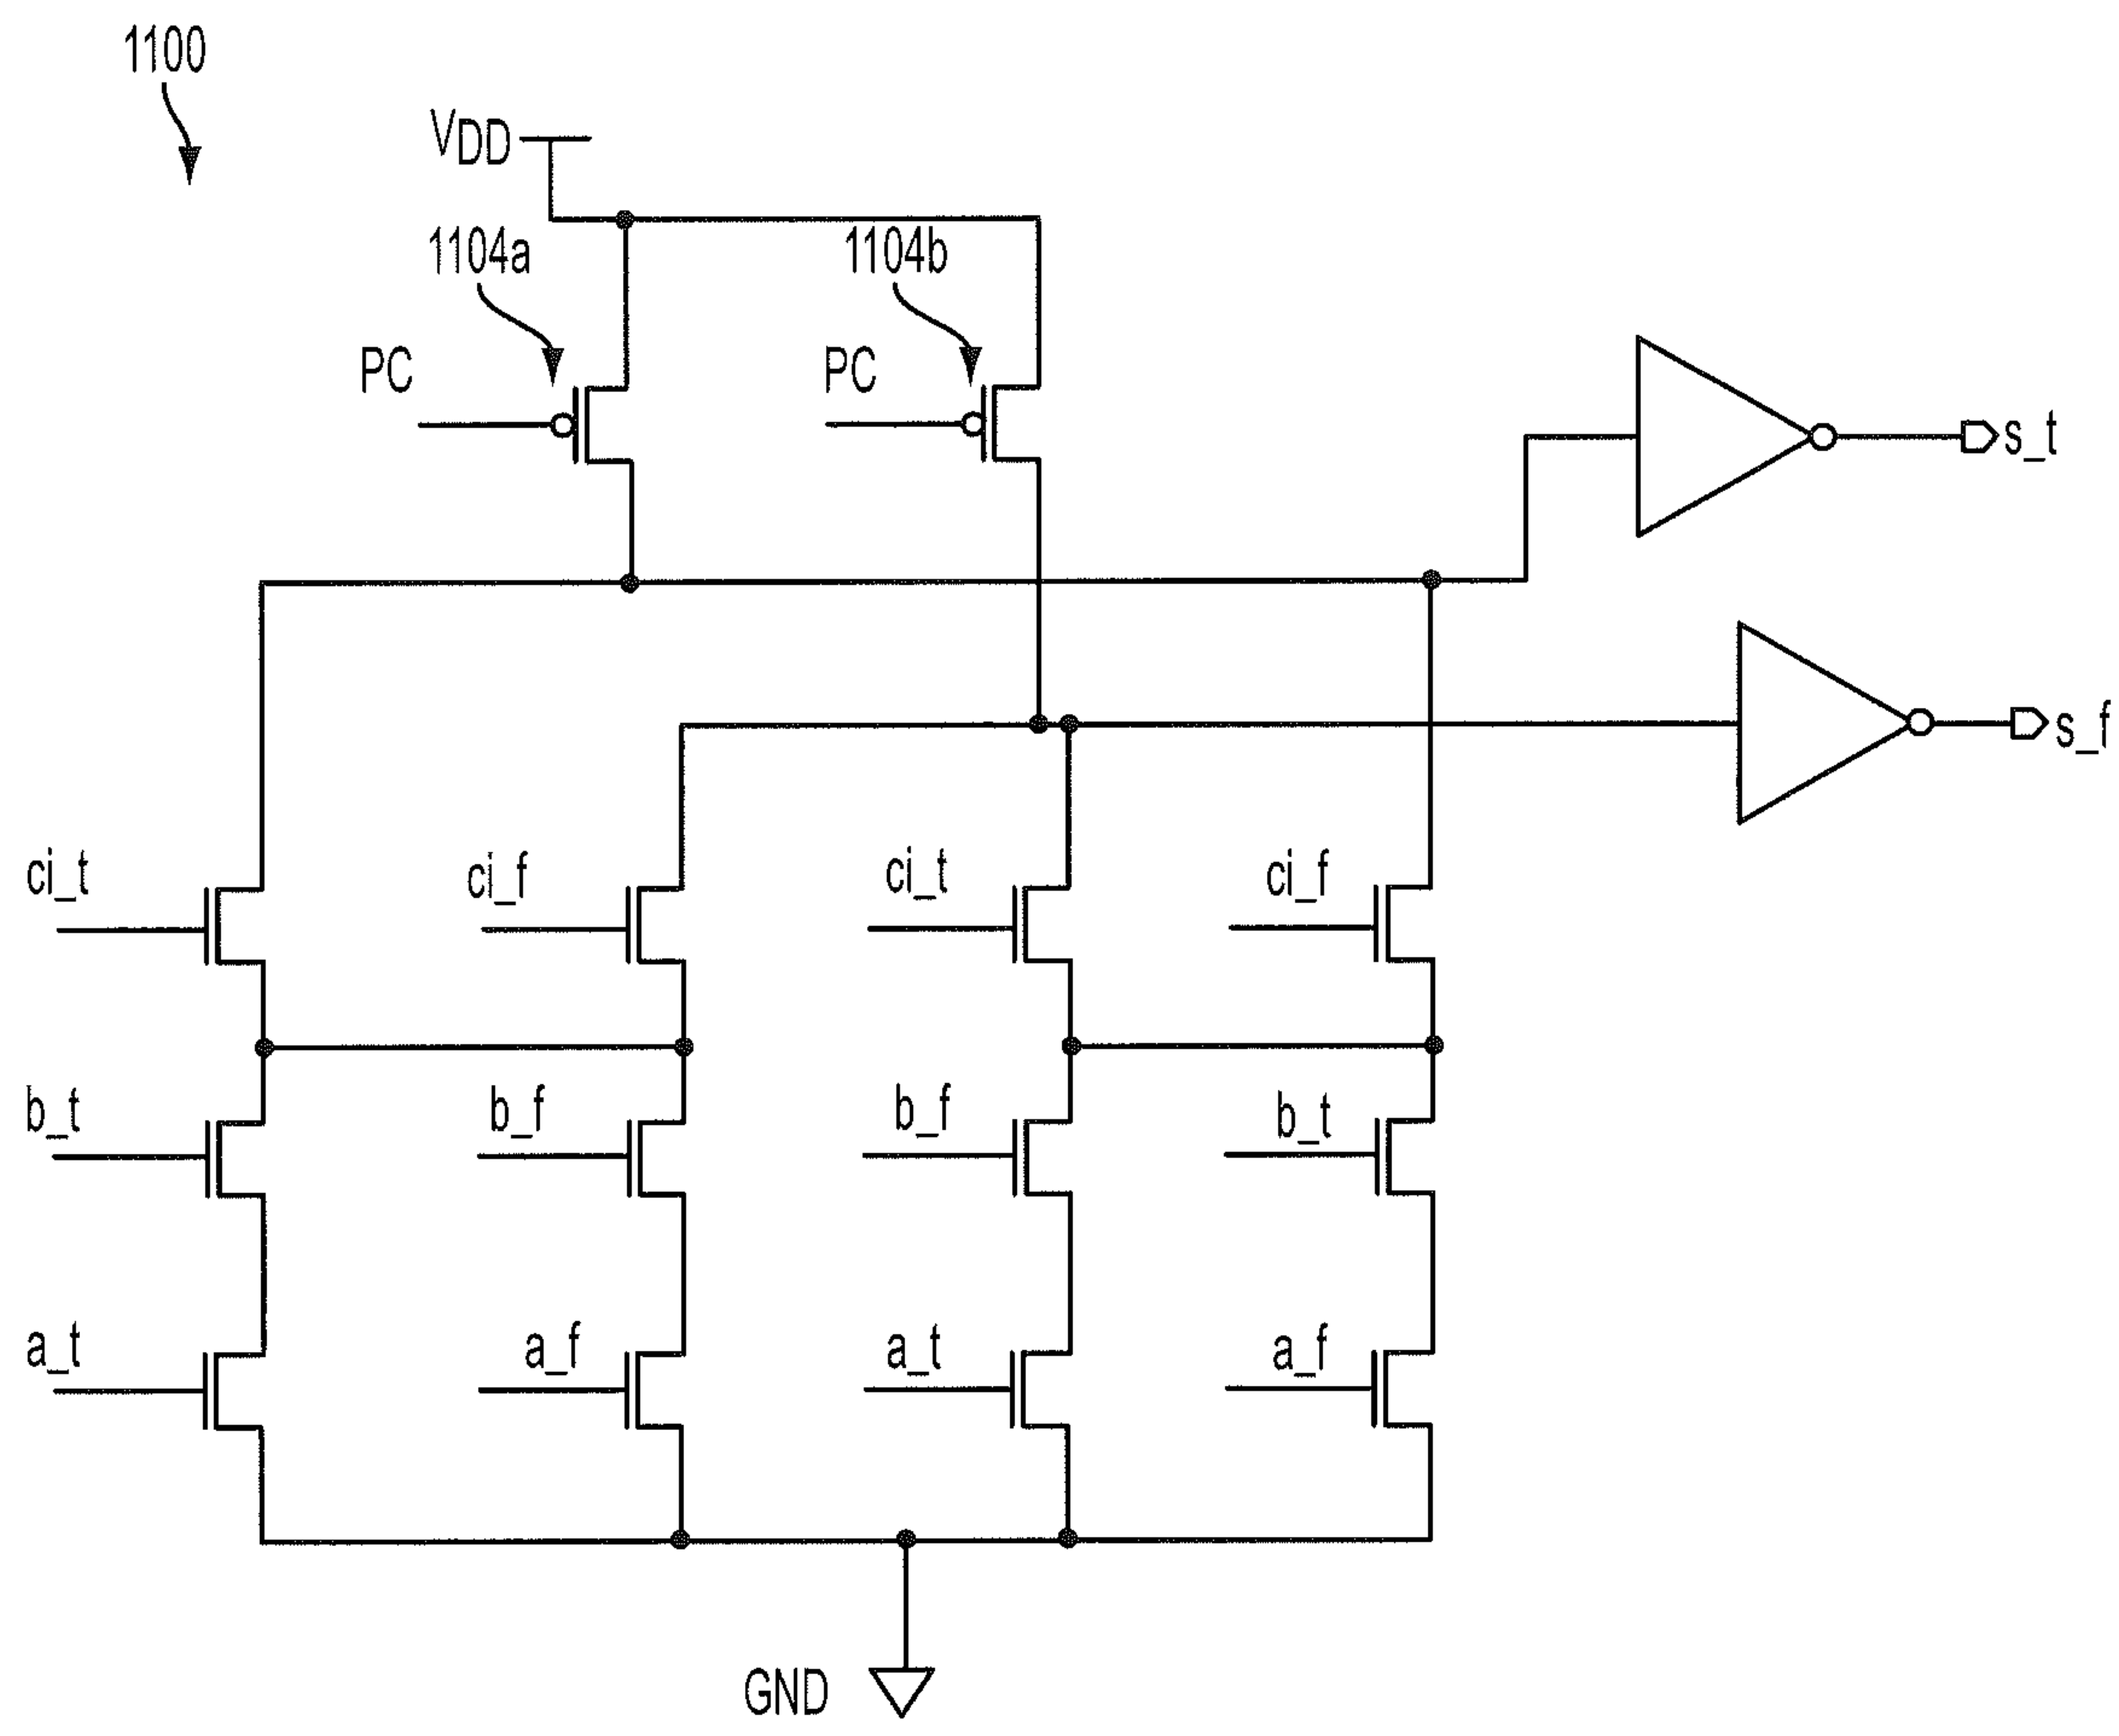 1100
VDD
1104a
1104b
PC
PC
s_t
s_f
ci_t
ci_f
ci_t
ci_f
b_t
b_f
b_f
b_t
a_t
a_f
a_t
a_f
GND